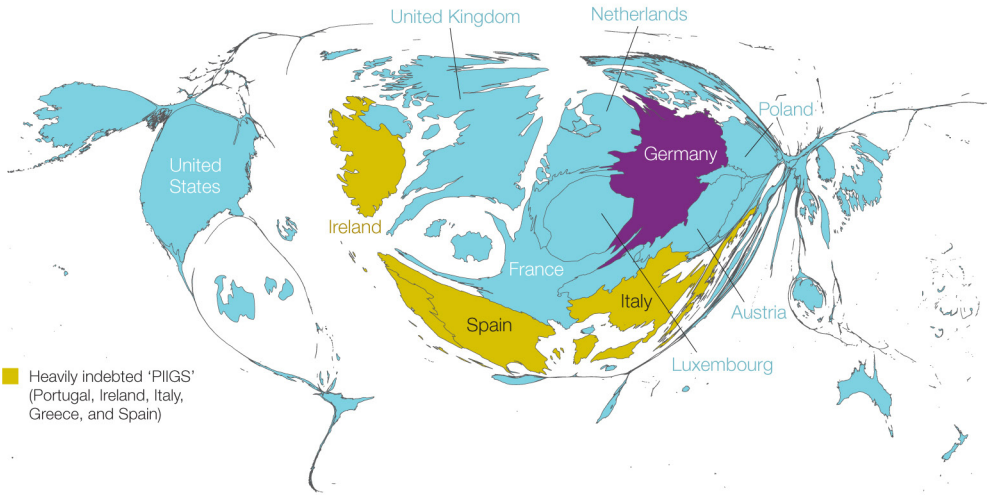 United Kingdom
Netherlands
Poland
United
States
Germany
Ireland
France
Spain
Italy
Austria
Luxembourg
Heavily indebted ‘PIIGS’
(Portugal, Ireland, Italy,
Greece, and Spain)